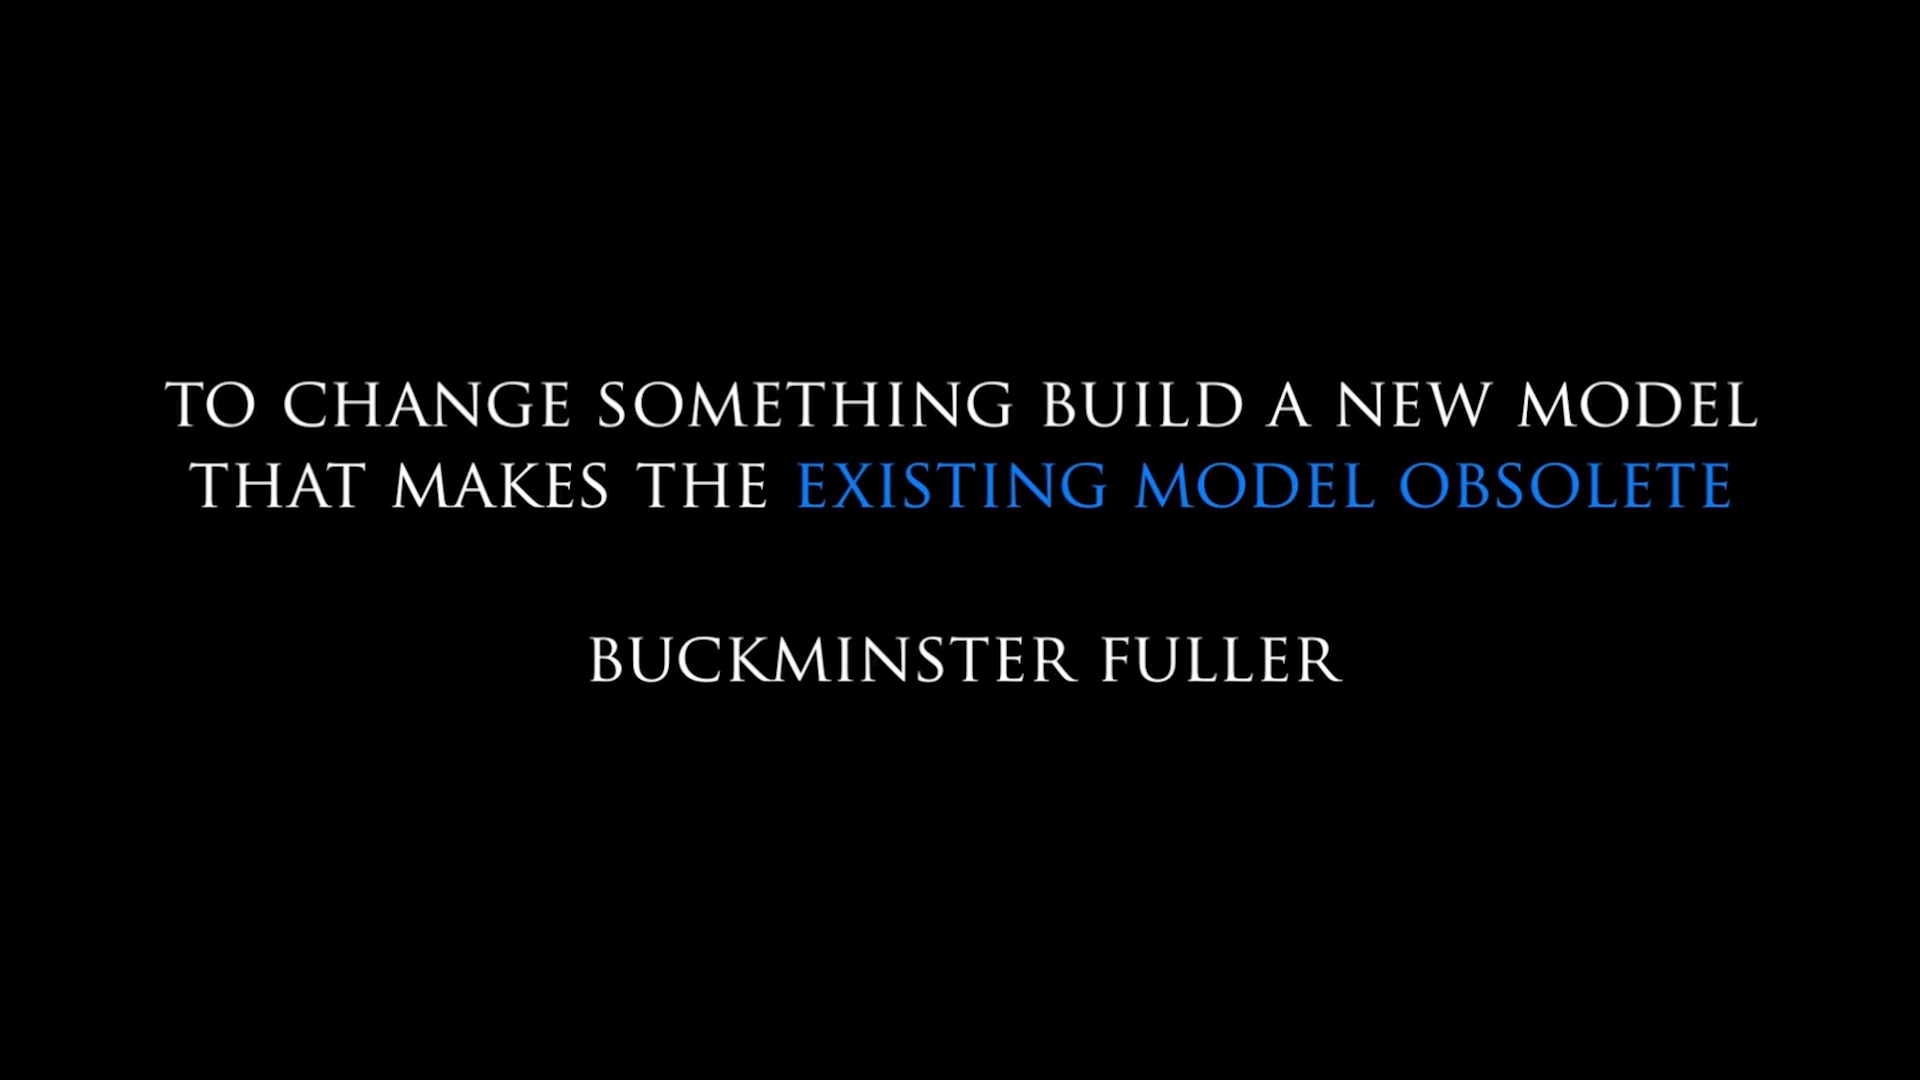 TO CHANGE SOMETHING BUILD A NEW MODEL
THAT MAKES THE EXISTING MODEL OBSOLETE
BUCKMINSTER FULLER